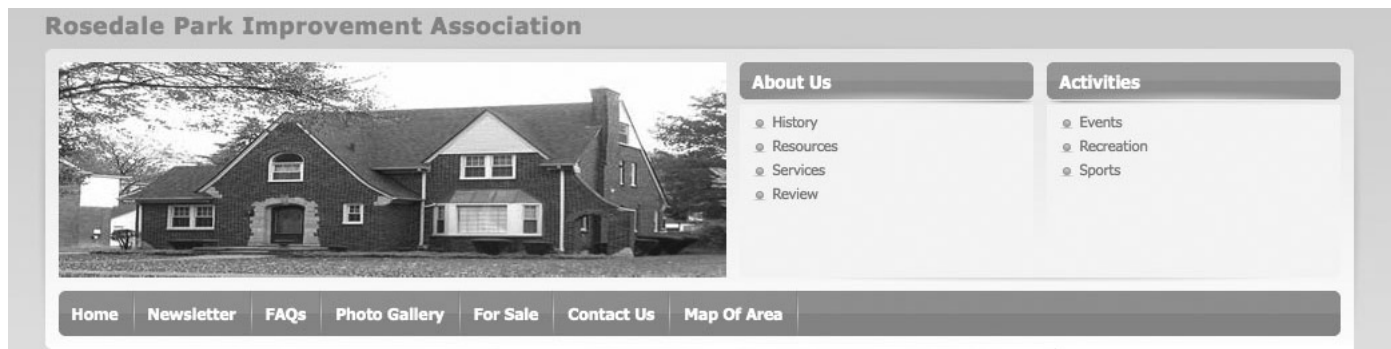 Rosedale Park Improvement Association
About Us
History
Resources
Services
Review
Activities
Events
Recreation
Sports
Home Newsletter FAQs Photo Gallery For Sale Contact Us Map Of Area